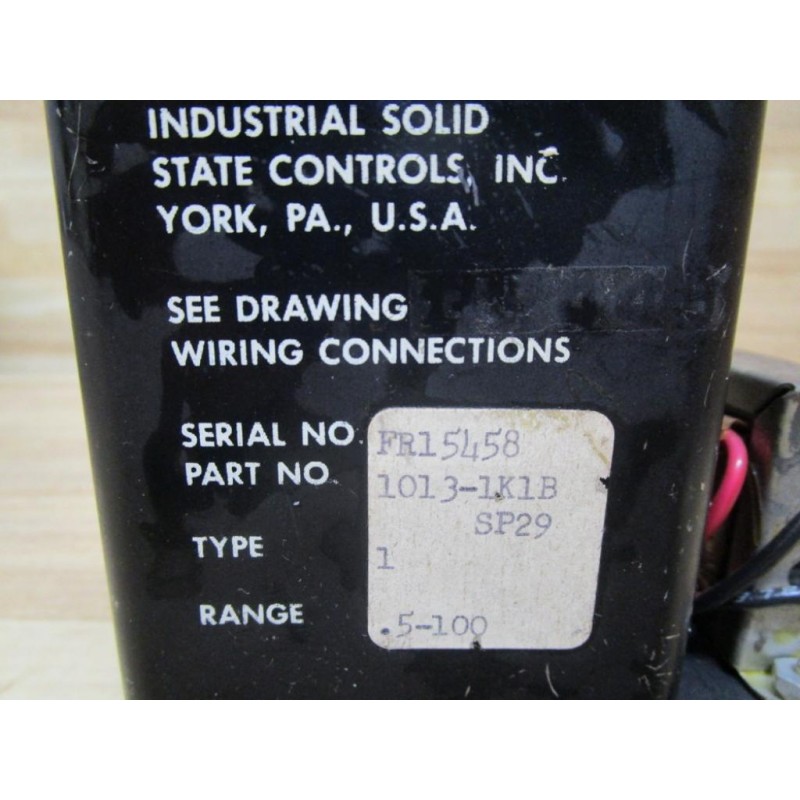 INDUSTRIAL SOLID
STATE CONTROLS, INC.
YORK, PA., U.S.A.
SEE DRAWING
WIRING CONNECTIONS
SERIAL NO. FR15458
PART NO. 1013-1K1B
SP29
TYPE 1
RANGE .5-100